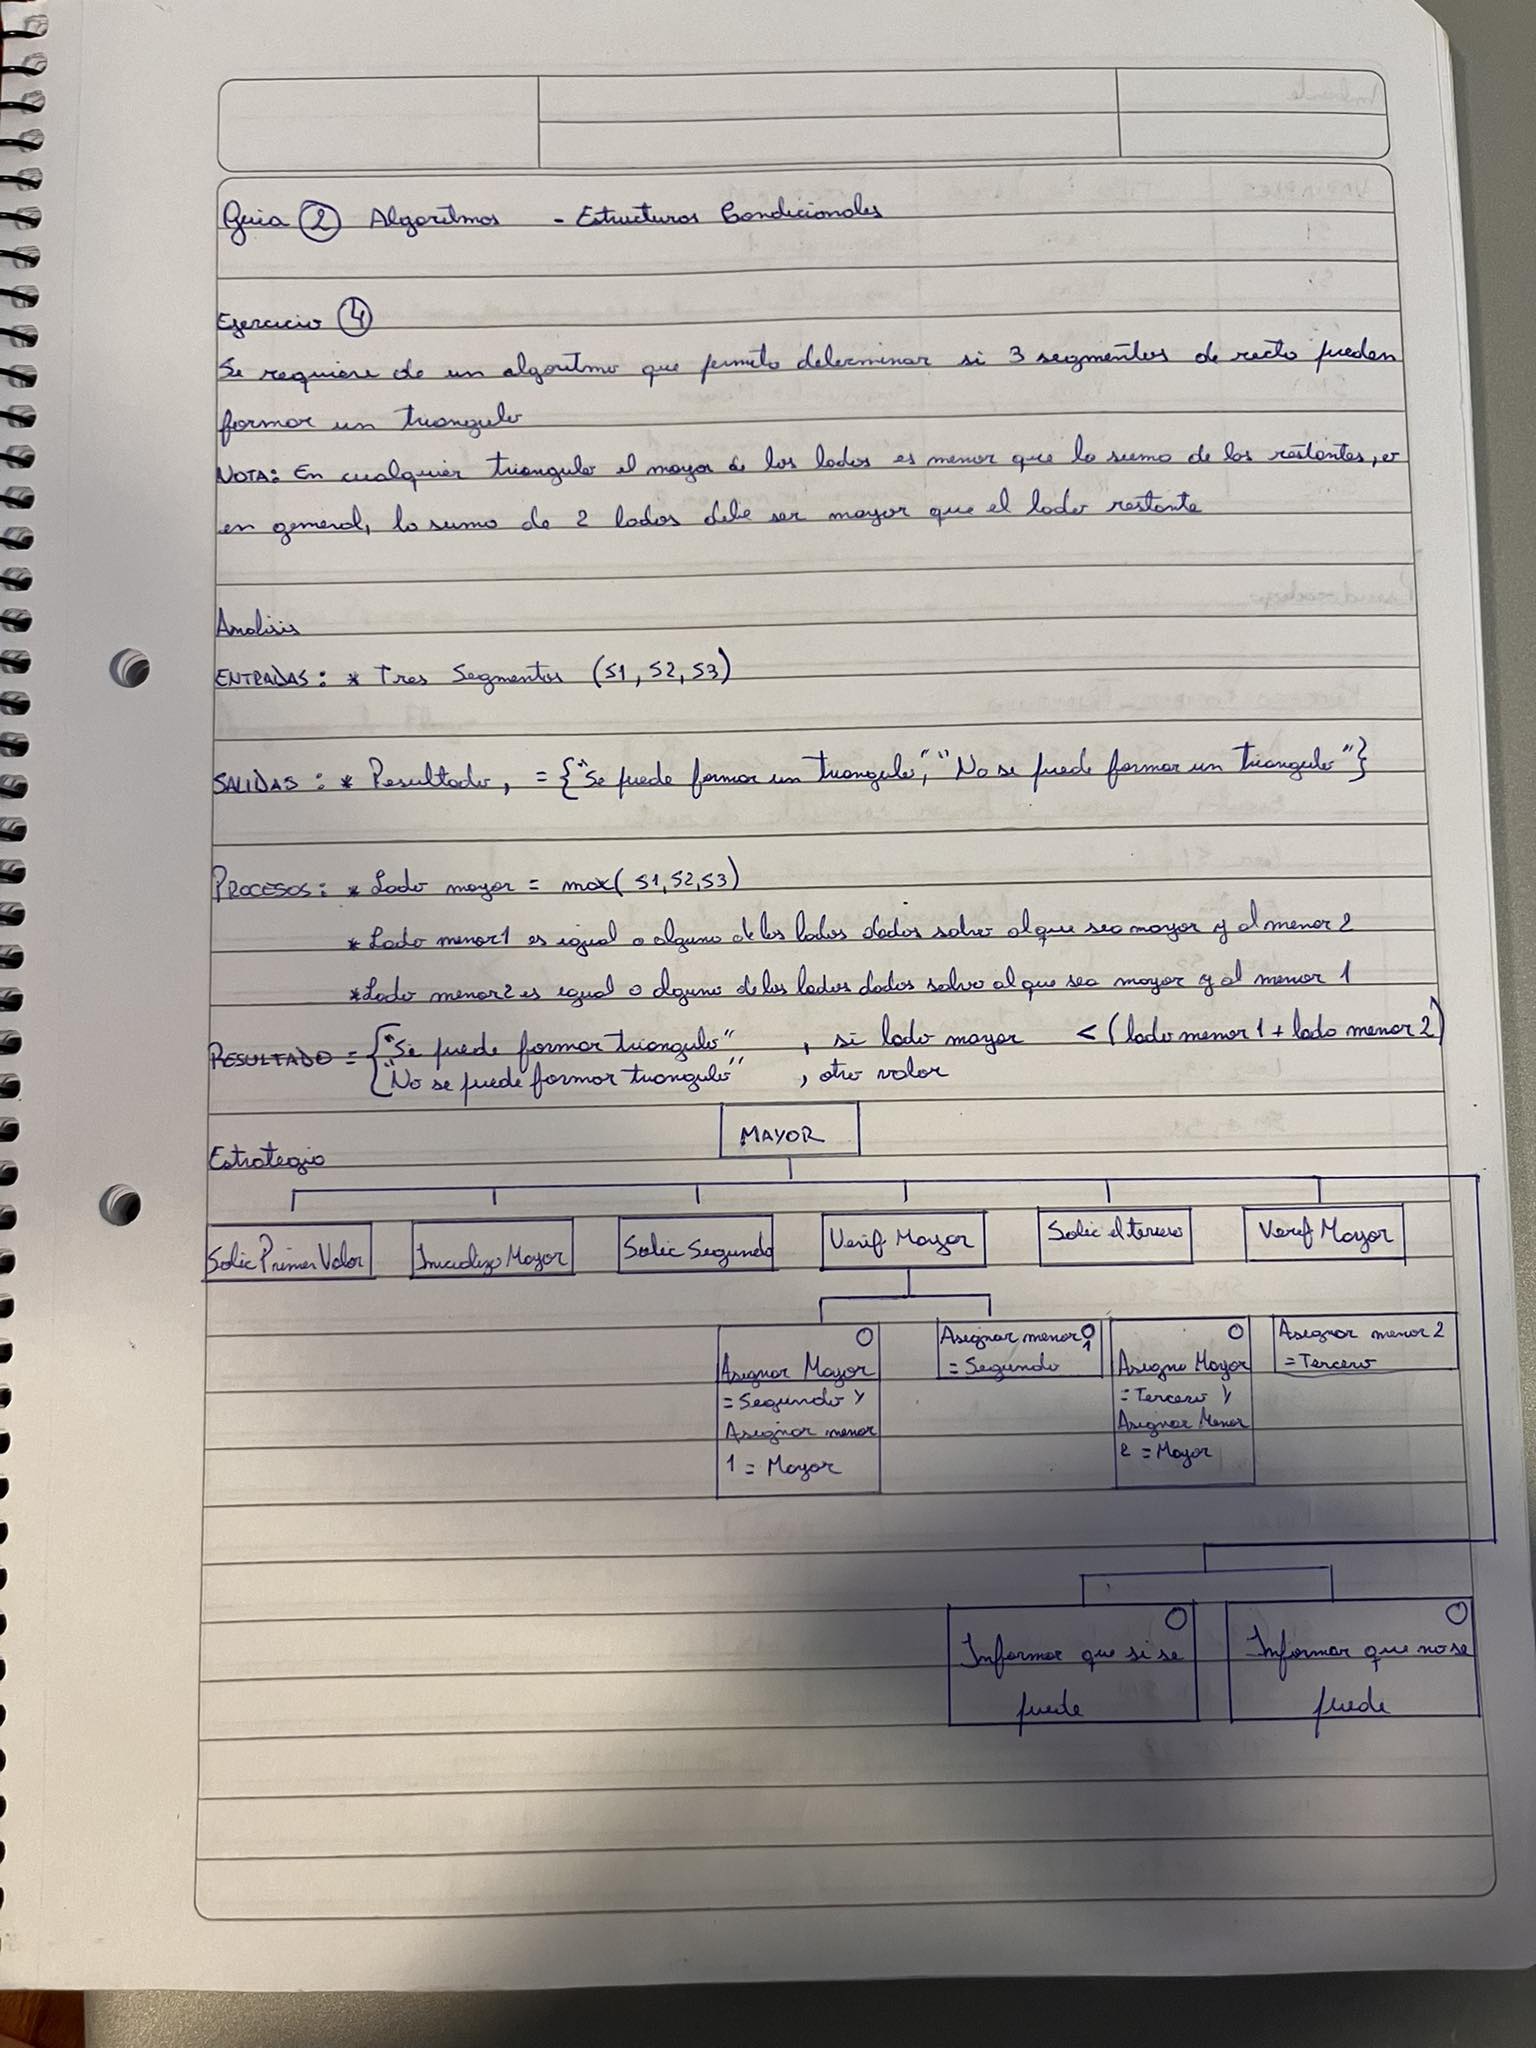 Guia 2 Algoritmos - Estructuras Condicionales
Ejercicio 4
Se requiere de un algoritmo que permita determinar si 3 segmentos de recta pueden
formar un triangulo
NOTA: En cualquier triangulo el mayor de los lados es menor que la suma de los restantes, o
en general, la suma de 2 lados debe ser mayor que el lado restante
Analisis
ENTRADAS: * Tres Segmentos (S1, S2, S3)
SALIDAS: * Resultado, = {"Se puede formar un triangulo", "No se puede formar un triangulo"}
PROCESOS: * Lado mayor = max(S1, S2, S3)
* Lado menor1 es igual a alguno de los lados dados salvo al que sea mayor y al menor 2
* Lado menor2 es igual a alguno de los lados dados salvo al que sea mayor y al menor 1
RESULTADO = { "Se puede formar triangulo" , si lado mayor < (lado menor 1 + lado menor 2)
"No se puede formar triangulo" , otro valor
MAYOR
Estrategia
Solic Primer Valor Inicializo Mayor Solic Segundo Verif Mayor Solic el tercero Verif Mayor
Asignar Mayor
= Segundo y
Asignar menor
1 = Mayor
Asignar menor 1
= Segundo
Asigno Mayor
= Tercero y
Asignar Menor
2 = Mayor
Asignar menor 2
= Tercero
Informar que si se
puede
Informar que no se
puede